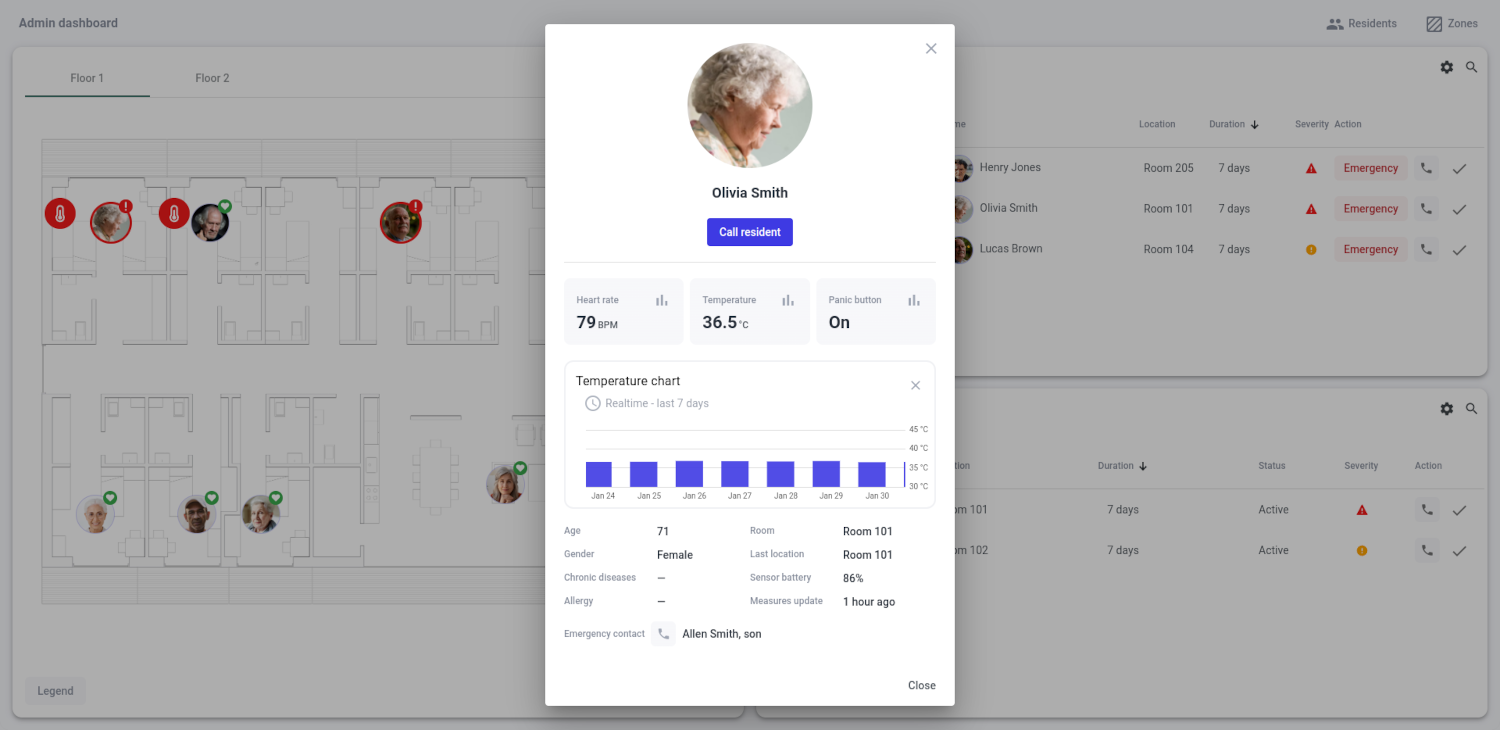 Admin dashboard
Residents
Zones
Floor 1
Floor 2
Legend
Olivia Smith
Call resident
Heart rate
79 BPM
Temperature
36.5 °C
Panic button
On
Temperature chart
Realtime - last 7 days
45 °C
40 °C
35 °C
30 °C
Jan 24 Jan 25 Jan 26 Jan 27 Jan 28 Jan 29 Jan 30
Age 71 Room Room 101
Gender Female Last location Room 101
Chronic diseases — Sensor battery 86%
Allergy — Measures update 1 hour ago
Emergency contact Allen Smith, son
Close
Location Duration Severity Action
Henry Jones Room 205 7 days Emergency
Olivia Smith Room 101 7 days Emergency
Lucas Brown Room 104 7 days Emergency
Duration Status Severity Action
101 7 days Active
102 7 days Active